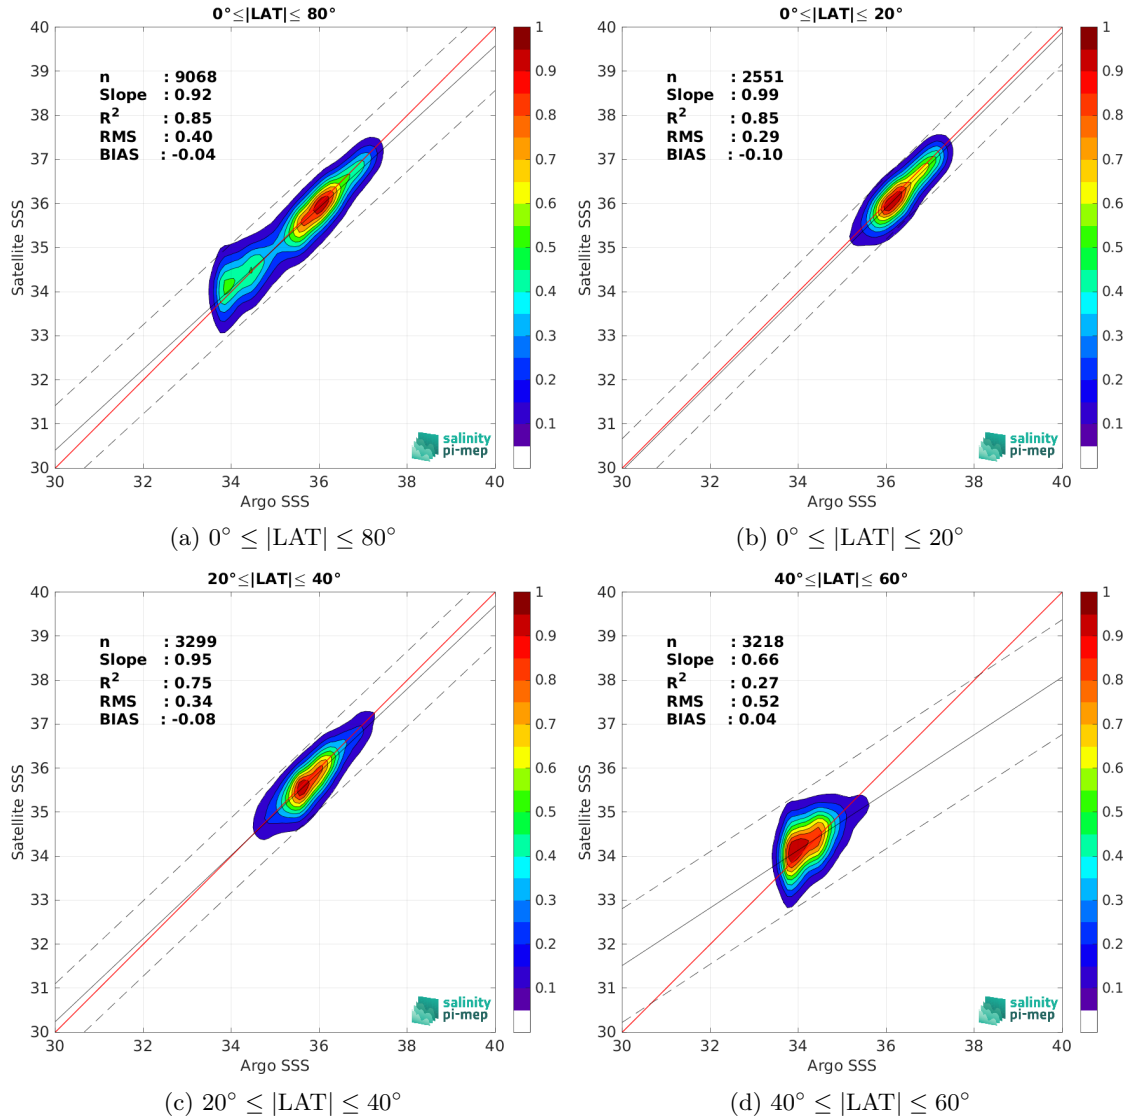 0°≤|LAT|≤ 80°
40
39
38
37
36
35
34
33
32
31
30
Satellite SSS
n : 9068
Slope : 0.92
R² : 0.85
RMS : 0.40
BIAS : -0.04
salinity
pi-mep
30 32 34 36 38 40
Argo SSS
1
0.9
0.8
0.7
0.6
0.5
0.4
0.3
0.2
0.1
(a) 0° ≤ |LAT| ≤ 80°
0°≤|LAT|≤ 20°
40
39
38
37
36
35
34
33
32
31
30
Satellite SSS
n : 2551
Slope : 0.99
R² : 0.85
RMS : 0.29
BIAS : -0.10
salinity
pi-mep
30 32 34 36 38 40
Argo SSS
1
0.9
0.8
0.7
0.6
0.5
0.4
0.3
0.2
0.1
(b) 0° ≤ |LAT| ≤ 20°
20°≤|LAT|≤ 40°
40
39
38
37
36
35
34
33
32
31
30
Satellite SSS
n : 3299
Slope : 0.95
R² : 0.75
RMS : 0.34
BIAS : -0.08
salinity
pi-mep
30 32 34 36 38 40
Argo SSS
1
0.9
0.8
0.7
0.6
0.5
0.4
0.3
0.2
0.1
(c) 20° ≤ |LAT| ≤ 40°
40°≤|LAT|≤ 60°
40
39
38
37
36
35
34
33
32
31
30
Satellite SSS
n : 3218
Slope : 0.66
R² : 0.27
RMS : 0.52
BIAS : 0.04
salinity
pi-mep
30 32 34 36 38 40
Argo SSS
1
0.9
0.8
0.7
0.6
0.5
0.4
0.3
0.2
0.1
(d) 40° ≤ |LAT| ≤ 60°